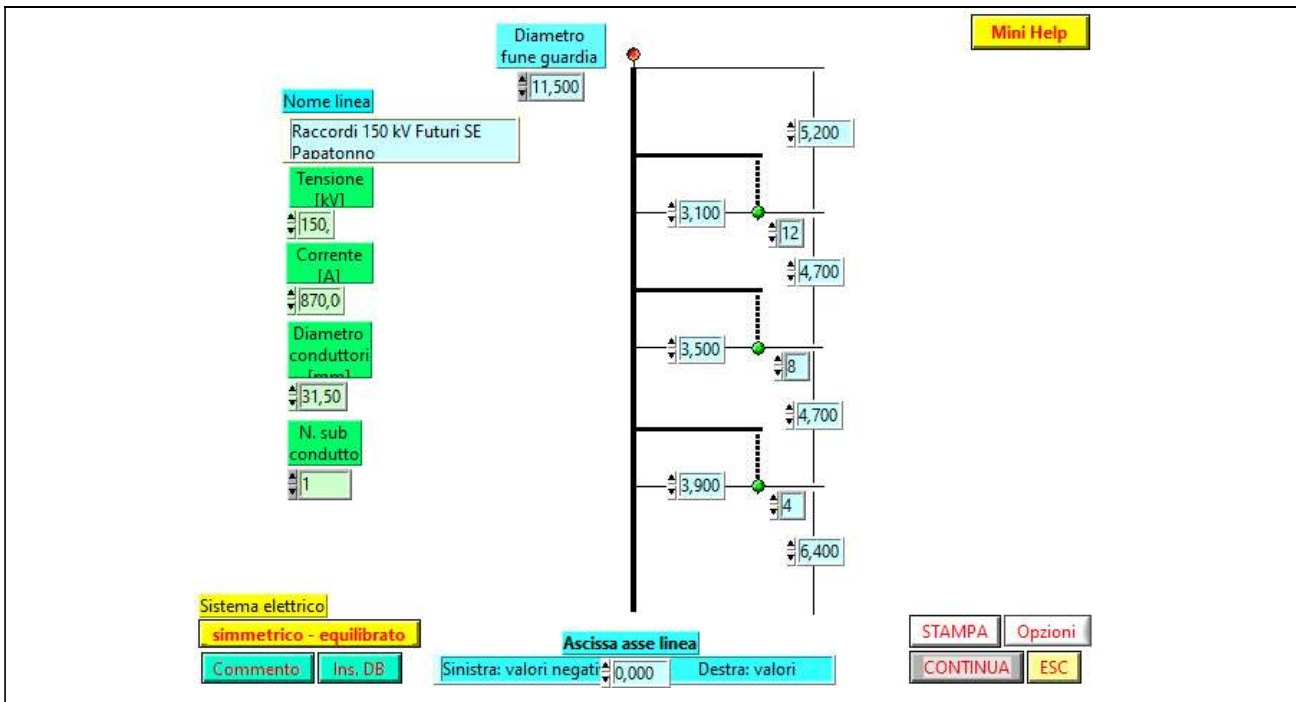 Diametro
fune guardia
11,500
Mini Help
Nome linea
Raccordi 150 kV Futuri SE
Papatonno
5,200
Tensione
[kV]
150,
3,100
12
Corrente
[A]
870,0
4,700
Diametro
conduttori
[mm]
31,50
3,500
8
4,700
N. sub
condutto
1
3,900
4
6,400
Sistema elettrico
simmetrico - equilibrato
Commento
Ins. DB
Ascissa asse linea
Sinistra: valori negati
0,000
Destra: valori
STAMPA
Opzioni
CONTINUA
ESC